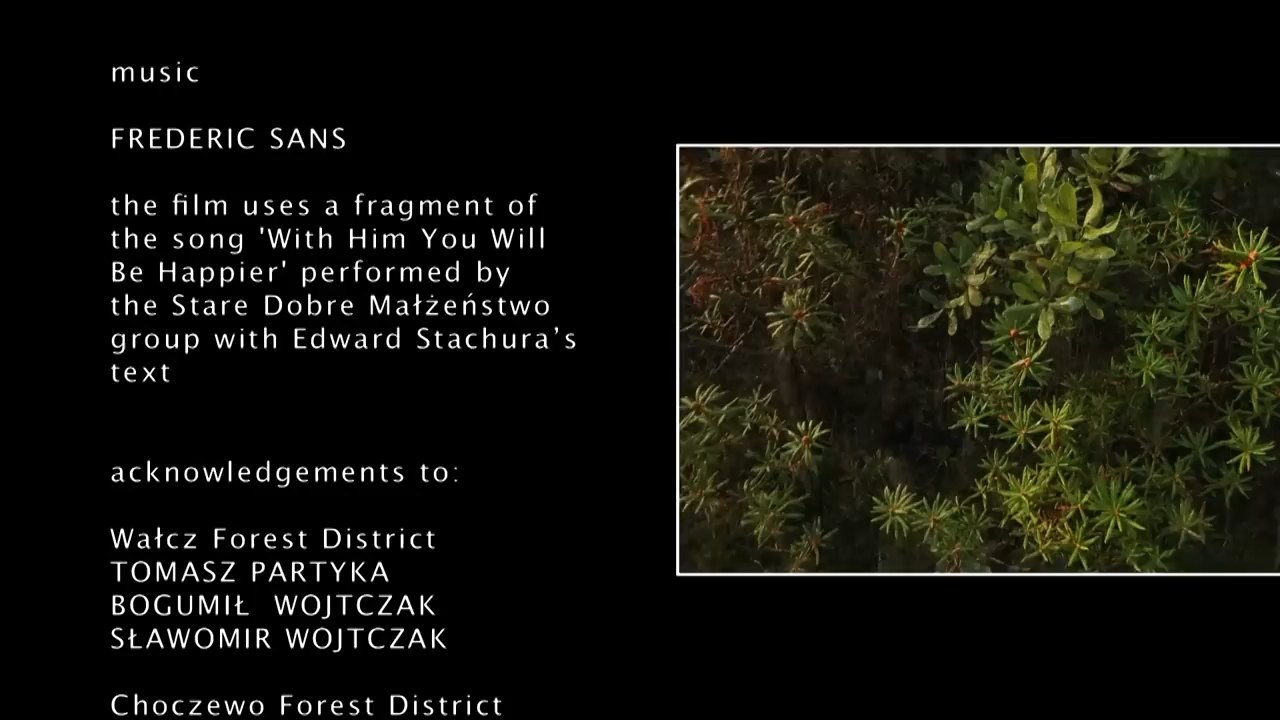 music
FREDERIC SANS
the film uses a fragment of
the song 'With Him You Will
Be Happier' performed by
the Stare Dobre Małżeństwo
group with Edward Stachura’s
text
acknowledgements to:
Wałcz Forest District
TOMASZ PARTYKA
BOGUMIŁ WOJTCZAK
SŁAWOMIR WOJTCZAK
Choczewo Forest District